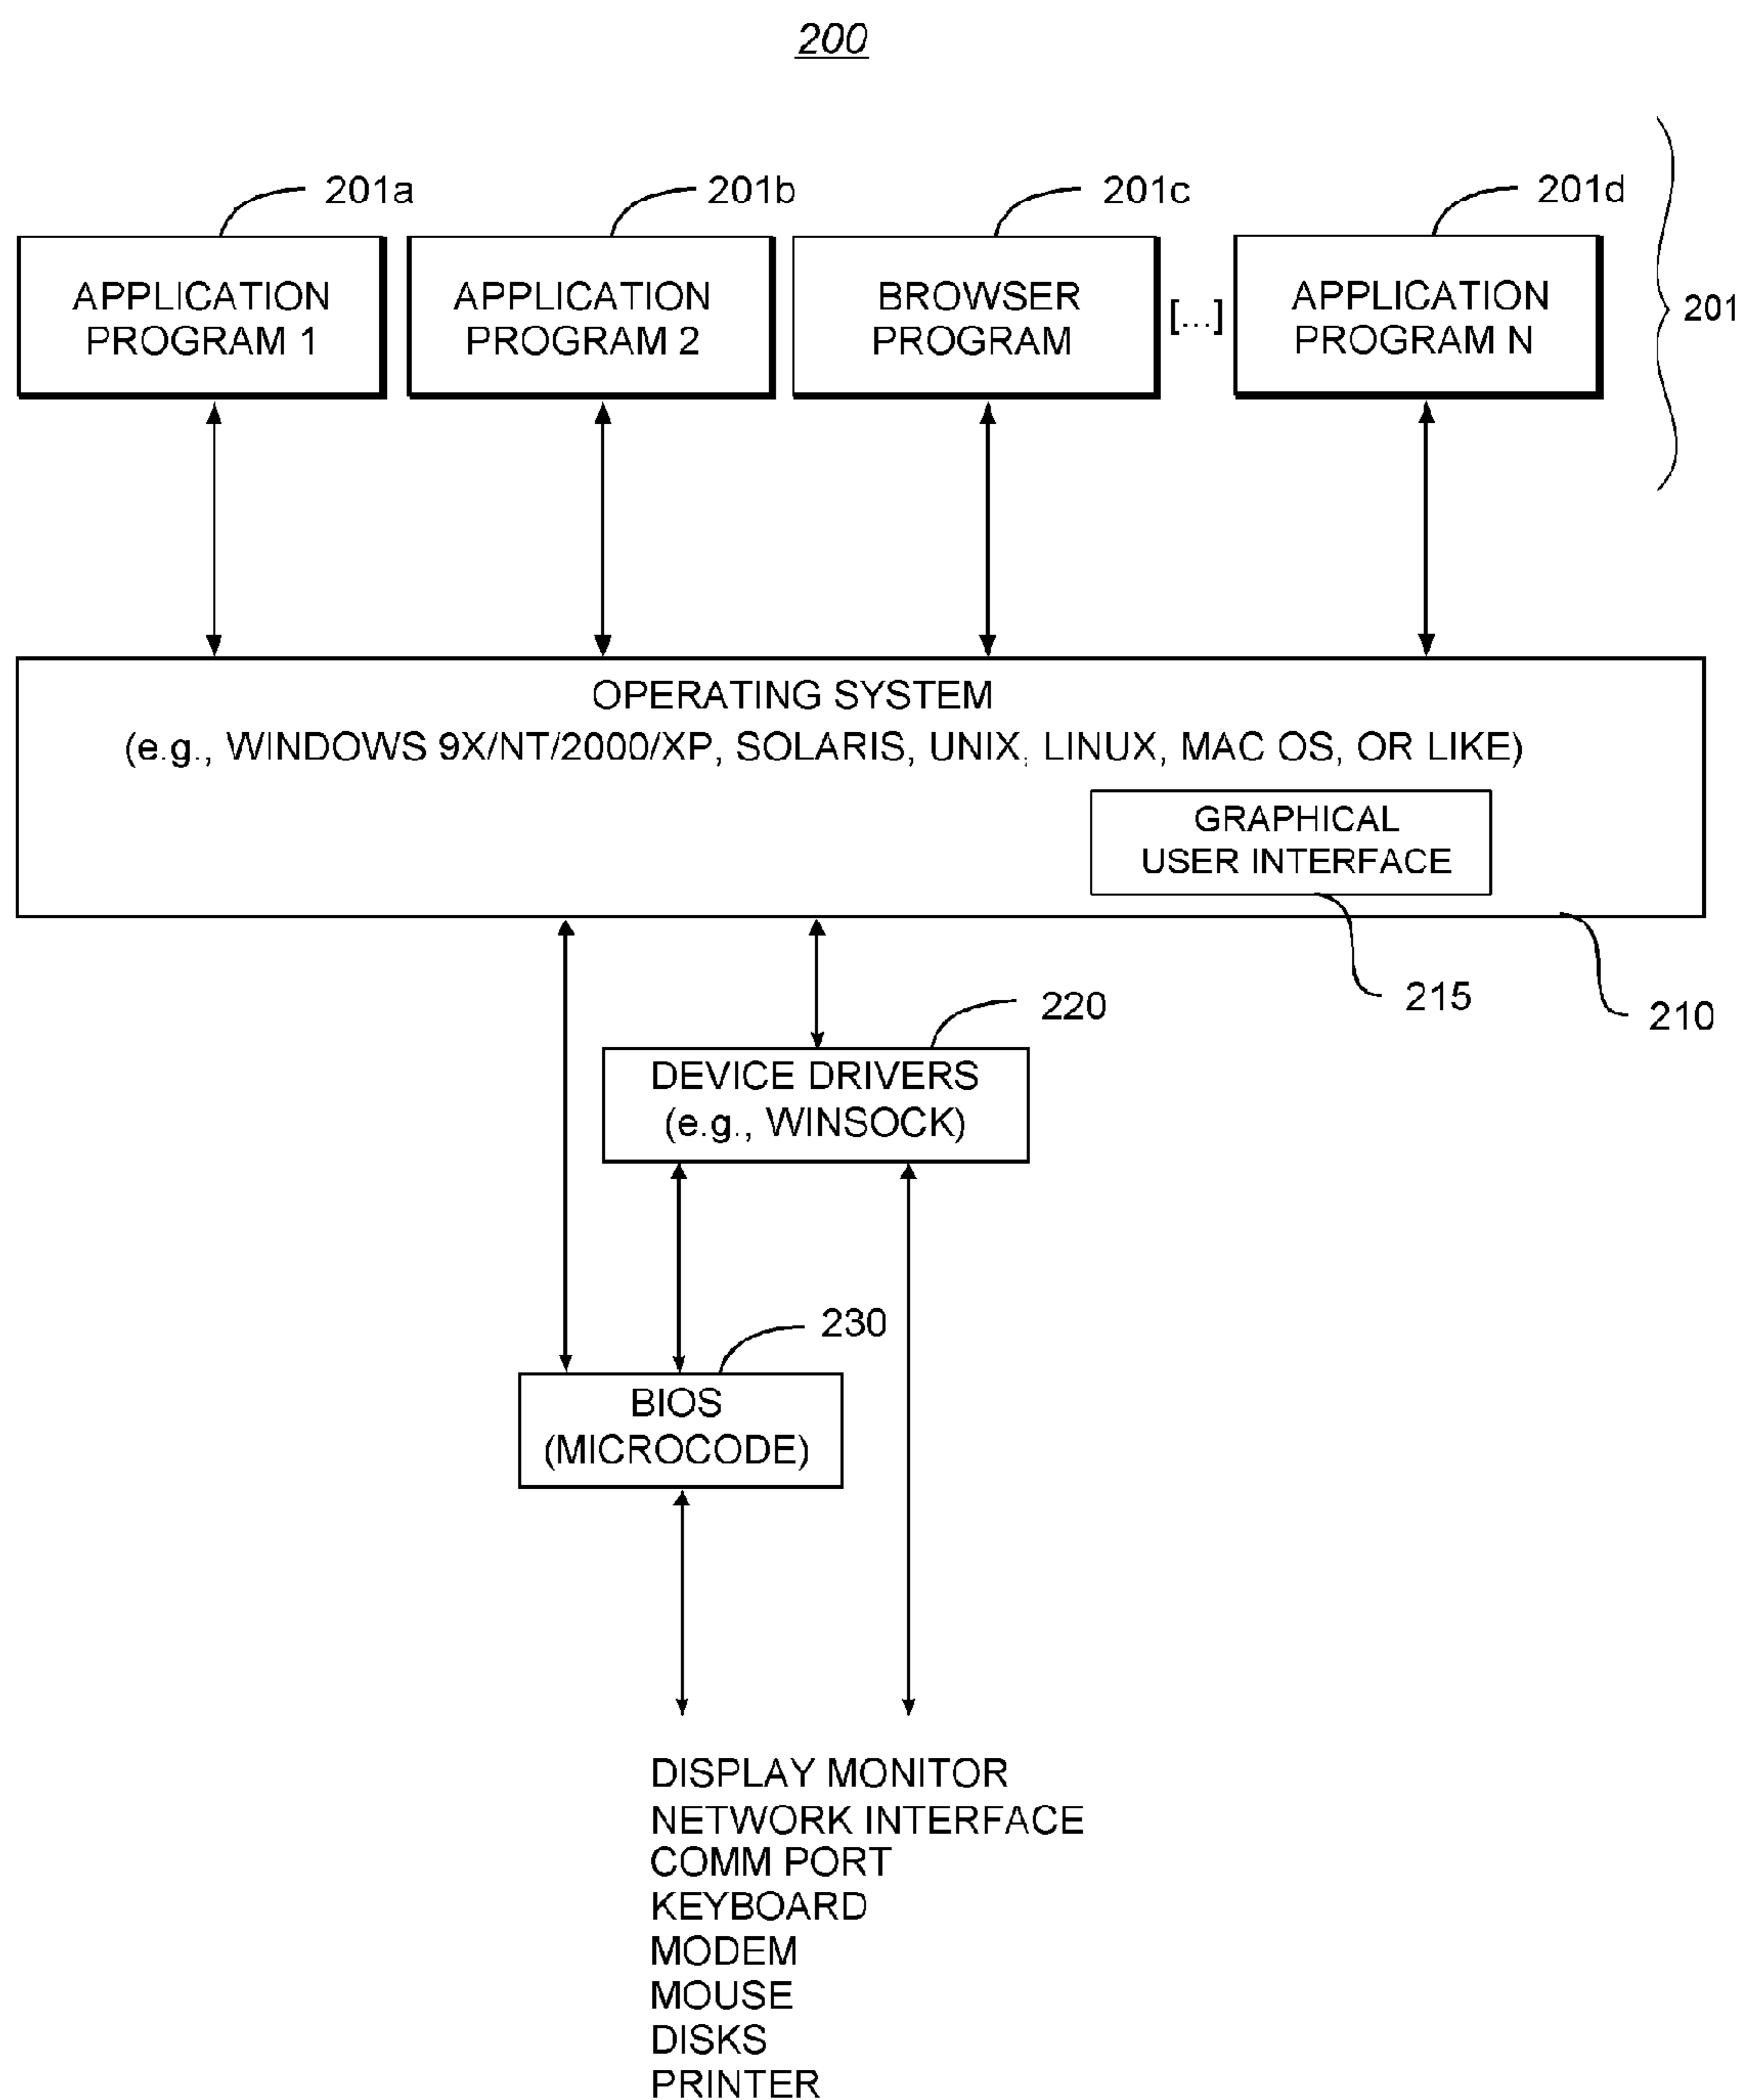 200
201a
201b
201c
201d
APPLICATION
PROGRAM 1
APPLICATION
PROGRAM 2
BROWSER
PROGRAM
[...]
APPLICATION
PROGRAM N
201
OPERATING SYSTEM
(e.g., WINDOWS 9X/NT/2000/XP, SOLARIS, UNIX, LINUX, MAC OS, OR LIKE)
GRAPHICAL
USER INTERFACE
215
210
220
DEVICE DRIVERS
(e.g., WINSOCK)
230
BIOS
(MICROCODE)
DISPLAY MONITOR
NETWORK INTERFACE
COMM PORT
KEYBOARD
MODEM
MOUSE
DISKS
PRINTER